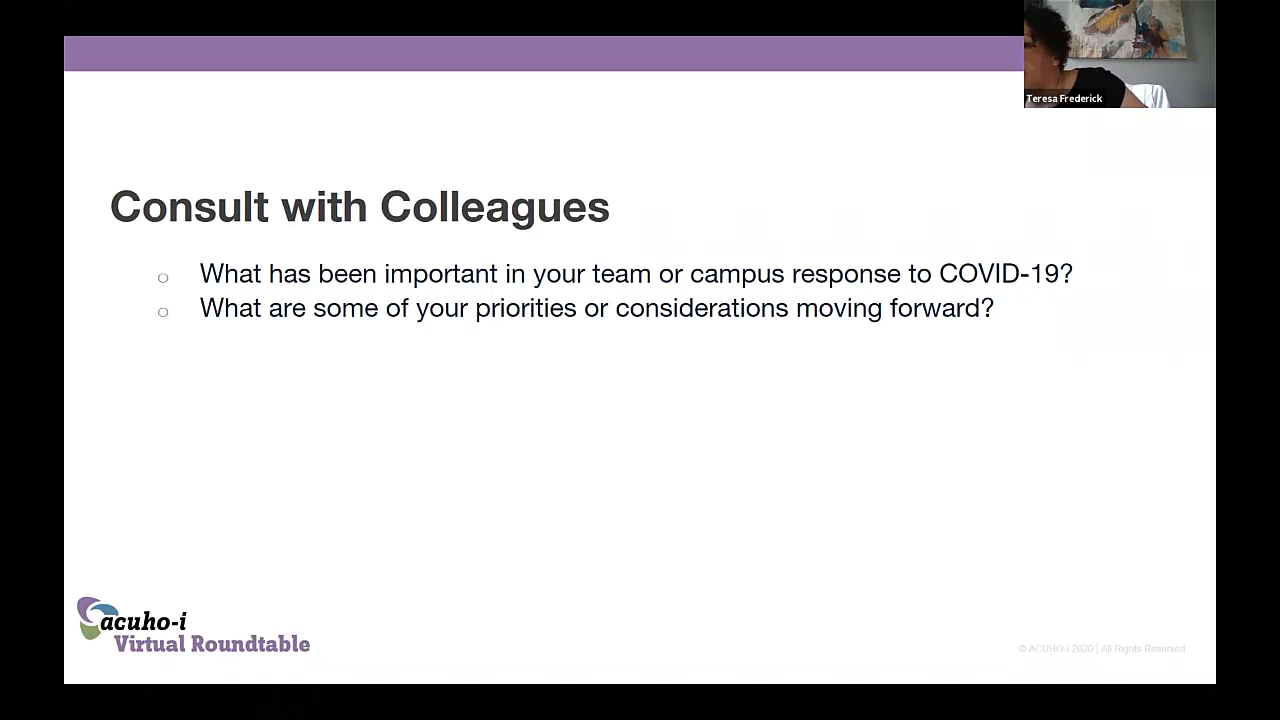 Teresa Frederick
Consult with Colleagues
○ What has been important in your team or campus response to COVID-19?
○ What are some of your priorities or considerations moving forward?
acuho-i
Virtual Roundtable
© ACUHO-I 2020 | All Rights Reserved